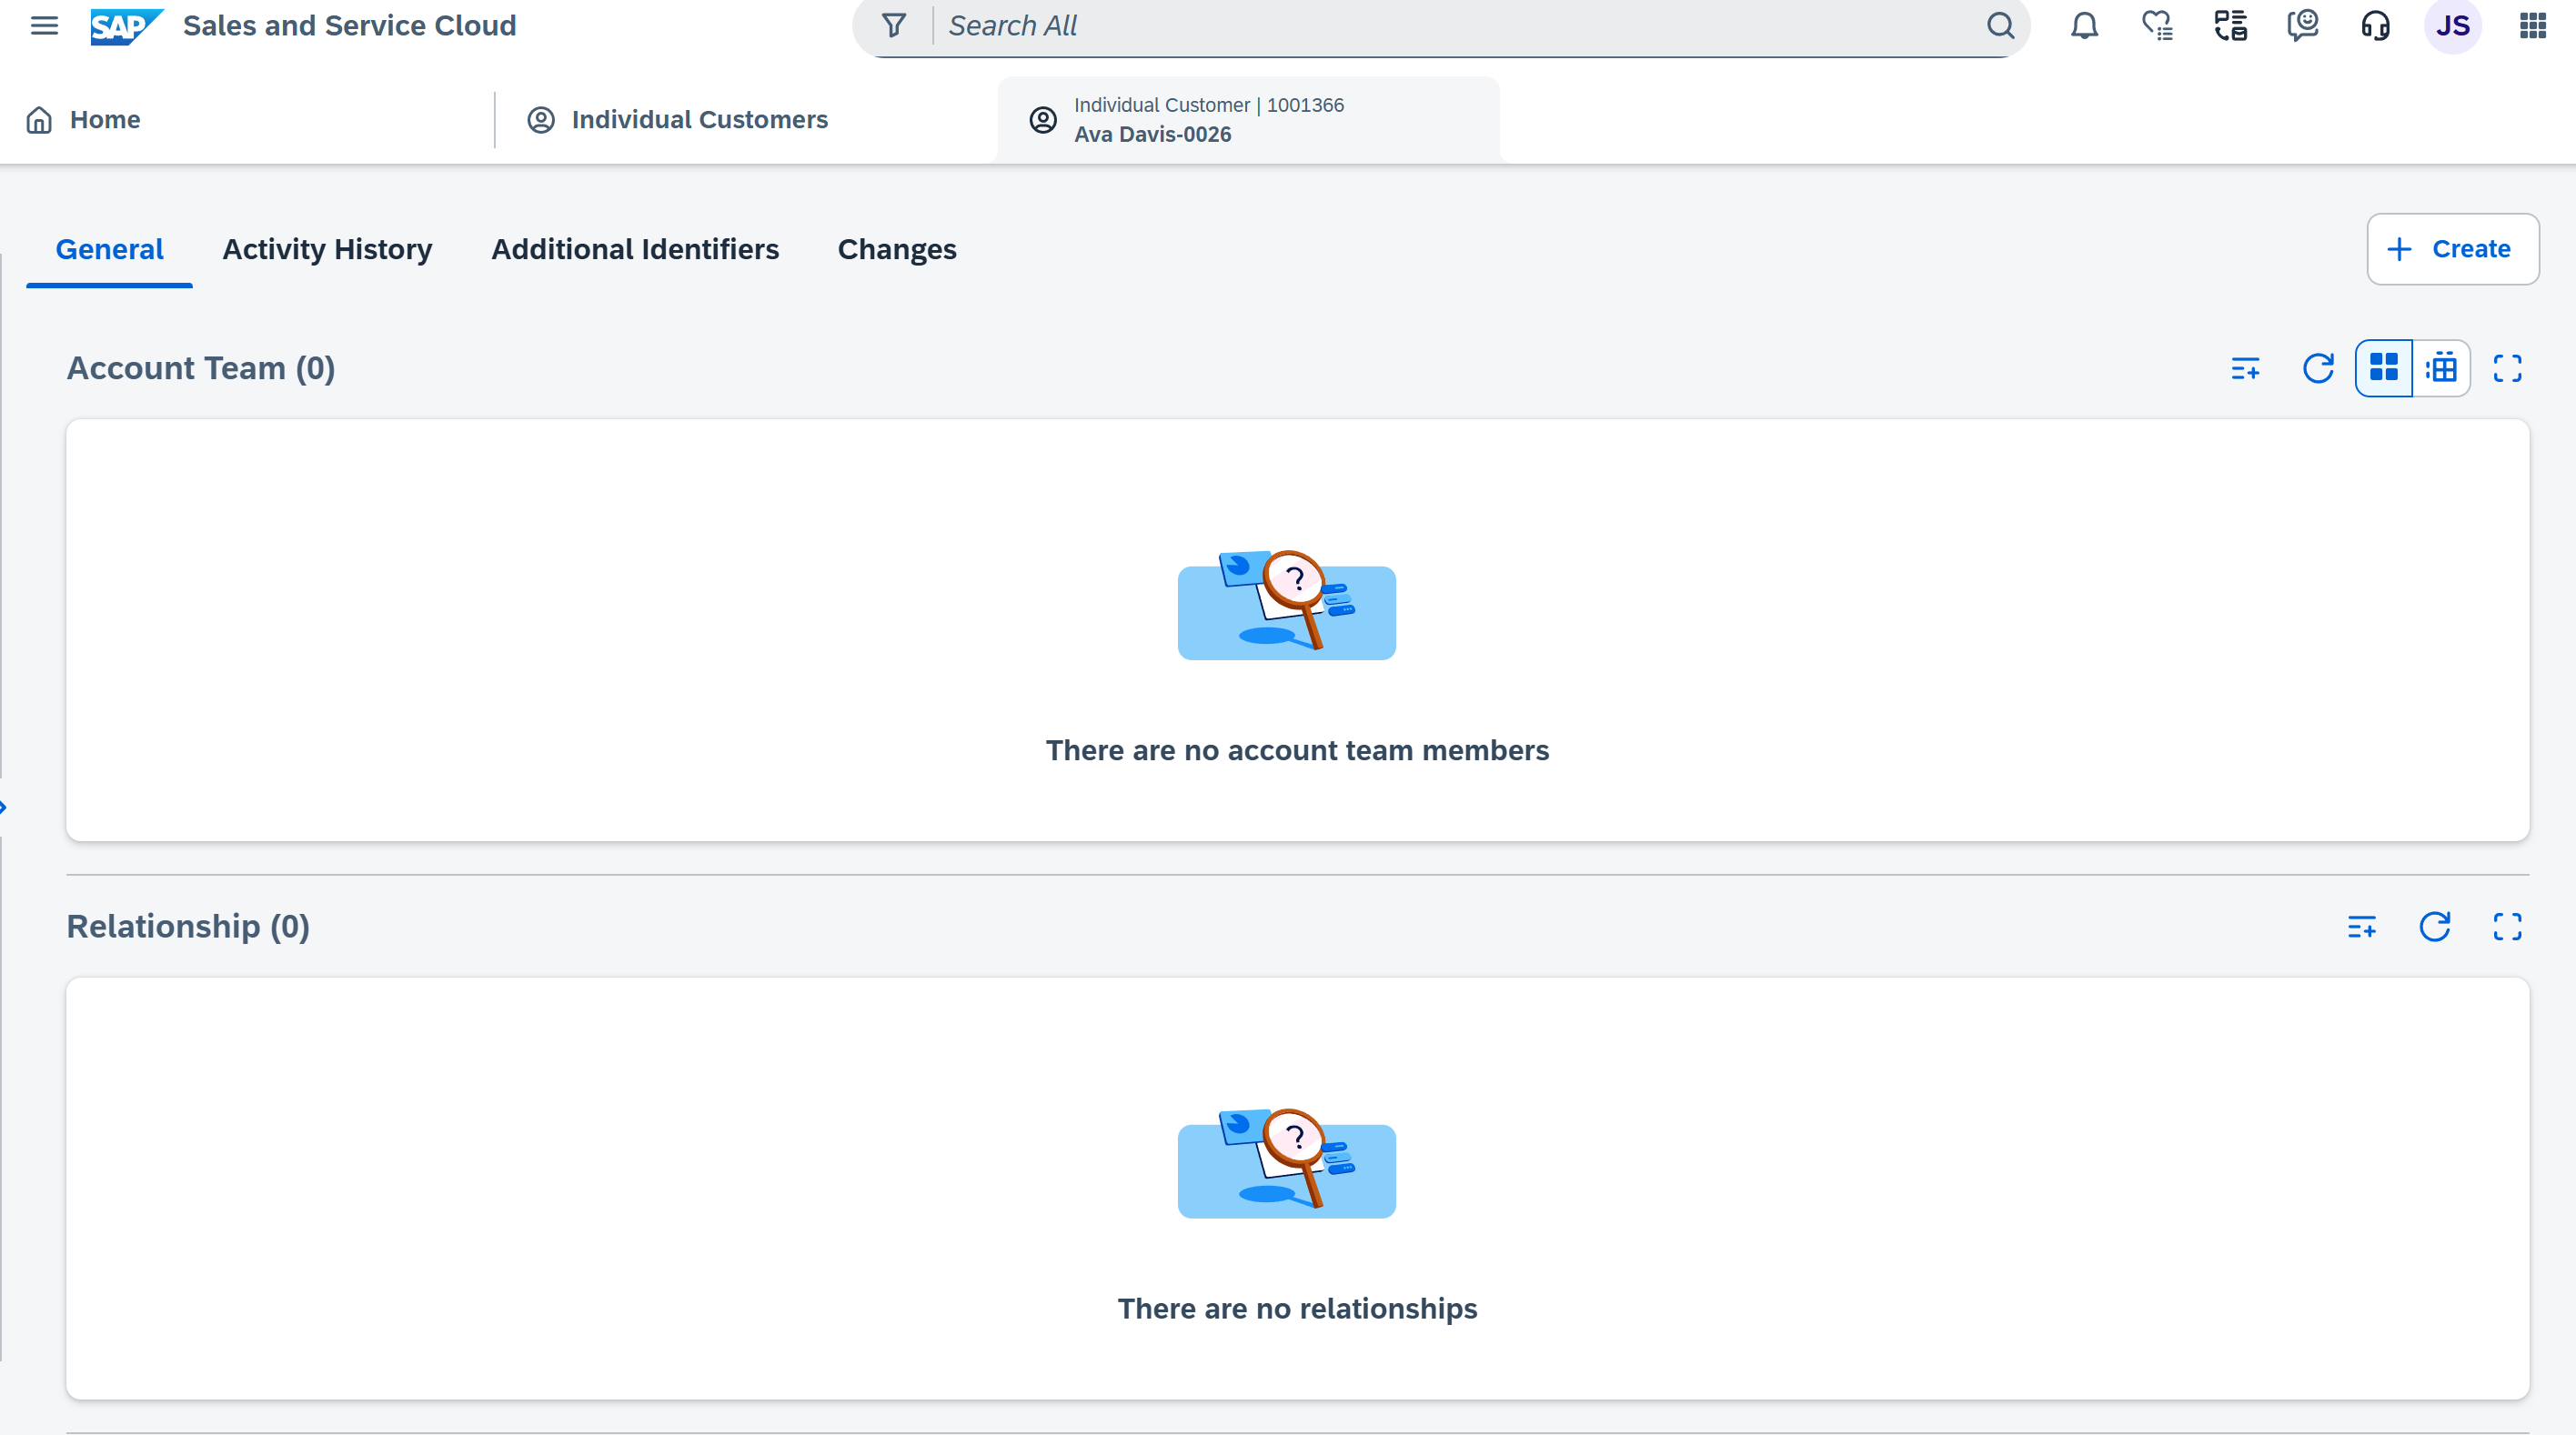 SAP Sales and Service Cloud
Search All
JS
Home
Individual Customers
Individual Customer | 1001366
Ava Davis-0026
General
Activity History
Additional Identifiers
Changes
Create
Account Team (0)
?
There are no account team members
Relationship (0)
?
There are no relationships